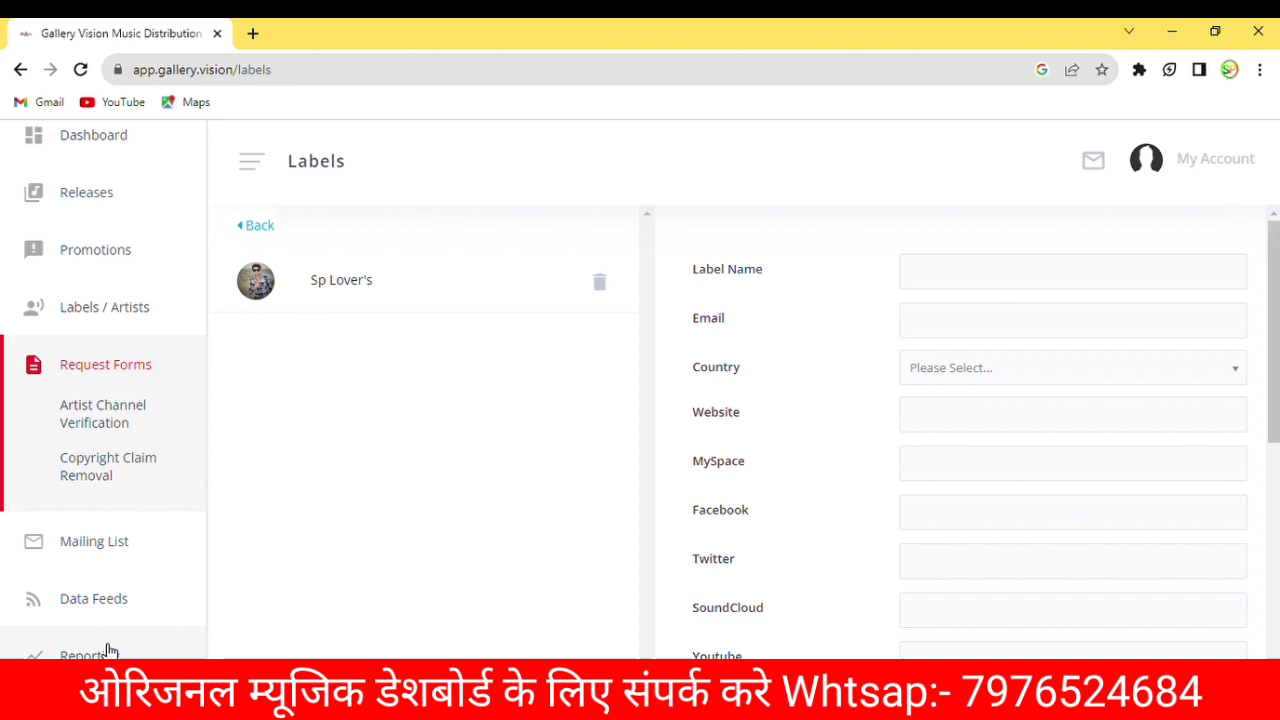 Gallery Vision Music Distribution
app.gallery.vision/labels
Gmail YouTube Maps
Dashboard
Releases
Promotions
Labels / Artists
Request Forms
Artist Channel
Verification
Copyright Claim
Removal
Mailing List
Data Feeds
Reports
Labels
My Account
Back
Sp Lover's
Label Name
Email
Country Please Select...
Website
MySpace
Facebook
Twitter
SoundCloud
Youtube
ओरिजनल म्यूजिक डेशबोर्ड के लिए संपर्क करे Whtsap:- 7976524684